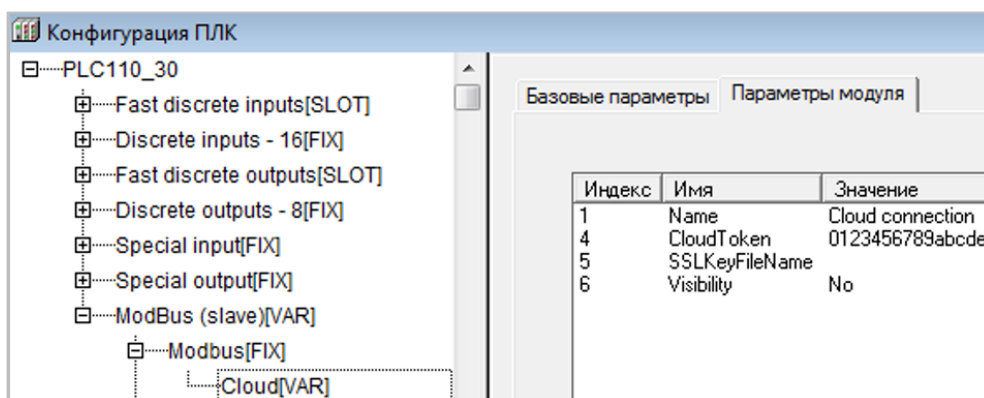 Конфигурация ПЛК
PLC110_30
Fast discrete inputs[SLOT]
Discrete inputs - 16[FIX]
Fast discrete outputs[SLOT]
Discrete outputs - 8[FIX]
Special input[FIX]
Special output[FIX]
ModBus (slave)[VAR]
Modbus[FIX]
Cloud[VAR]
Базовые параметры Параметры модуля
Индекс Имя Значение
1 Name Cloud connection
4 CloudToken 0123456789abcde
5 SSLKeyFileName
6 Visibility No